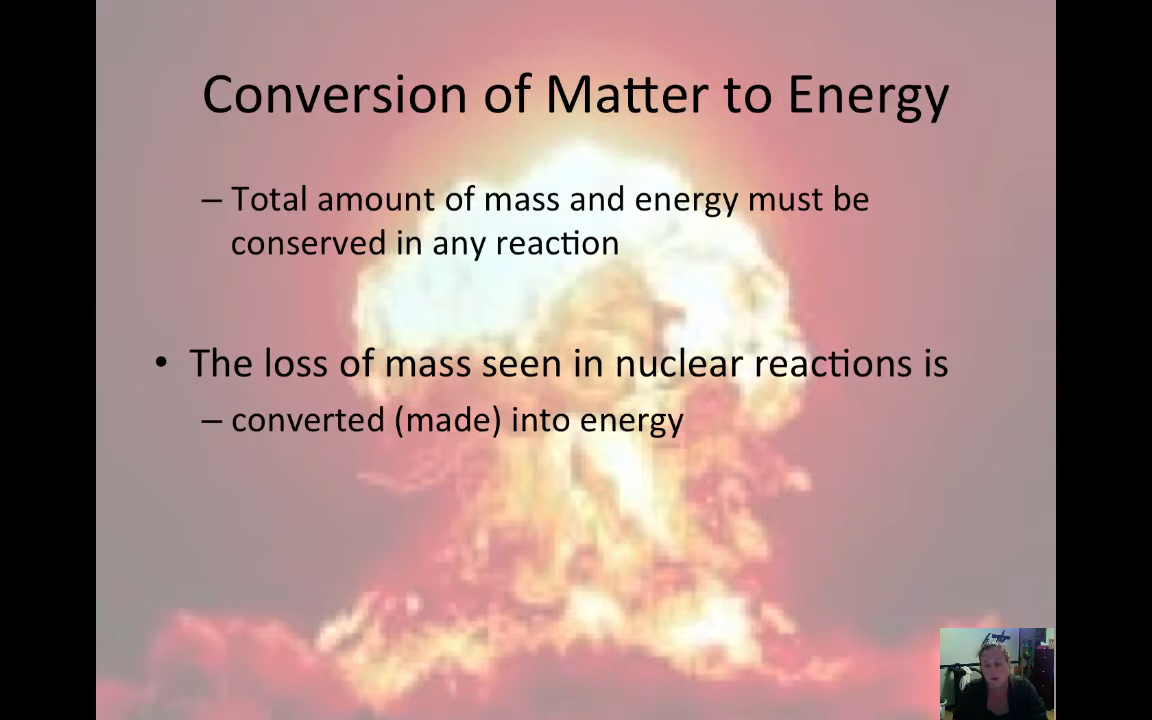 Conversion of Matter to Energy
– Total amount of mass and energy must be
conserved in any reaction
• The loss of mass seen in nuclear reactions is
– converted (made) into energy